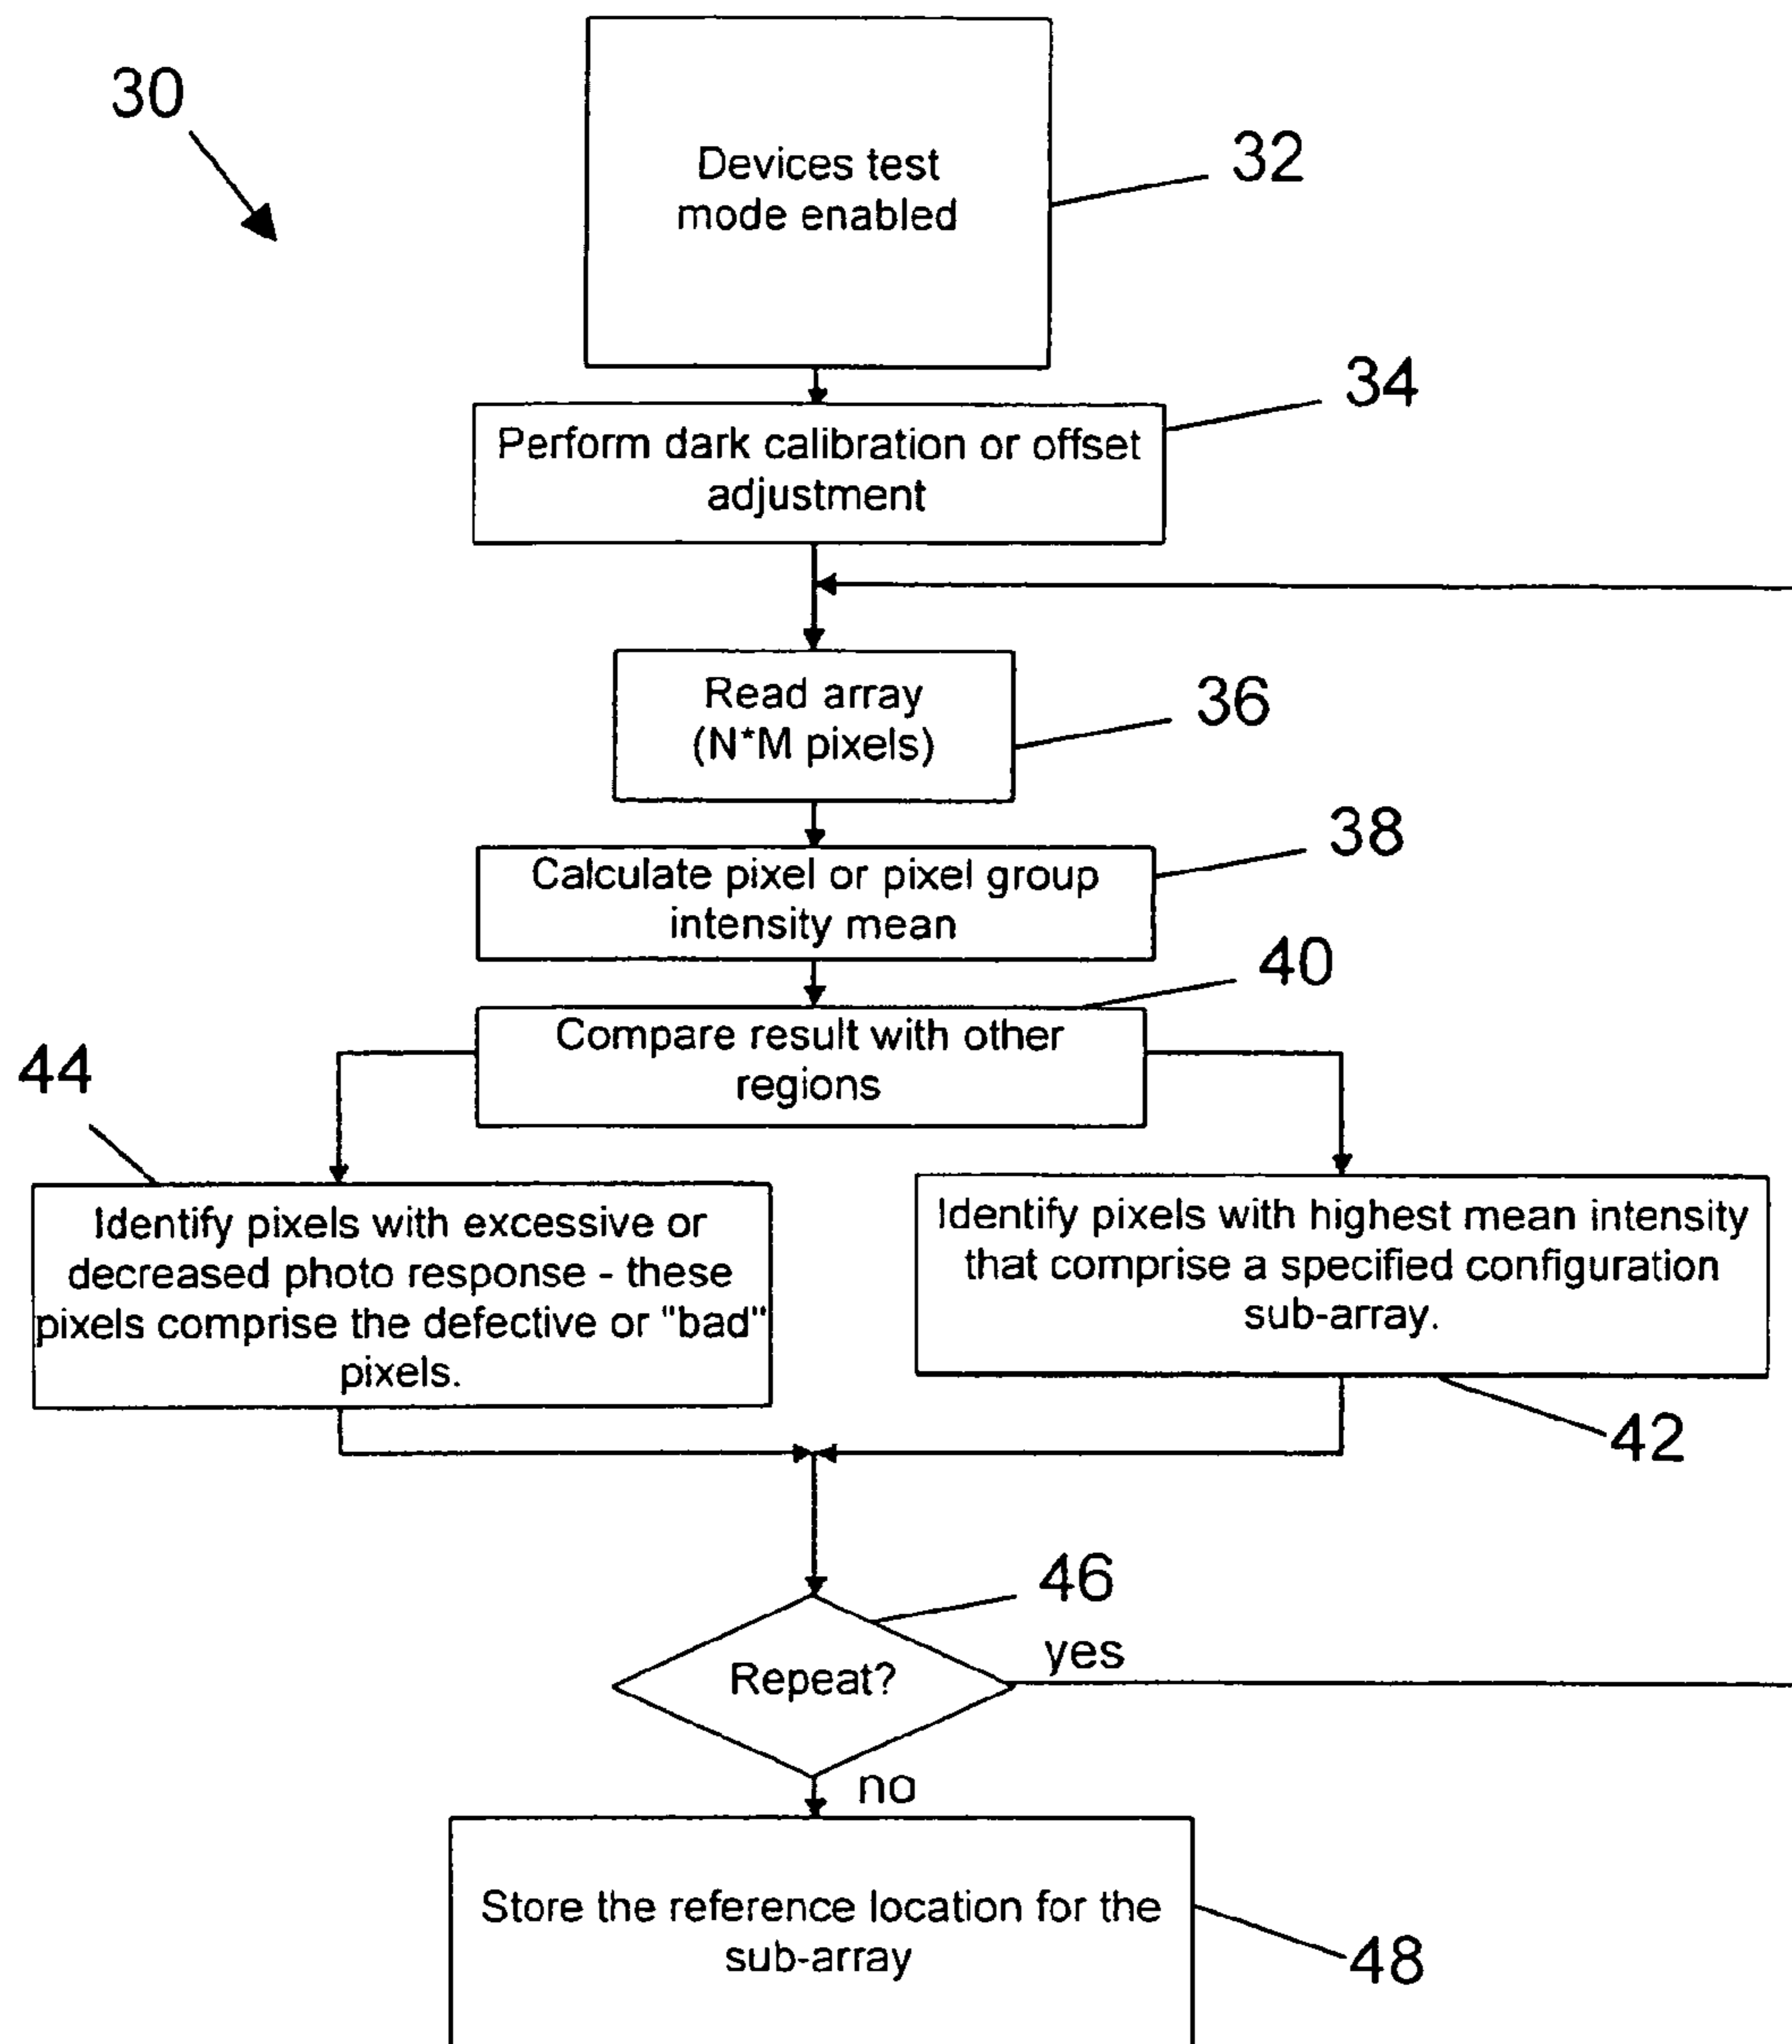 30
Devices test
mode enabled
32
34
Perform dark calibration or offset
adjustment
Read array
(N*M pixels)
36
38
Calculate pixel or pixel group
intensity mean
40
Compare result with other
regions
44
Identify pixels with excessive or
decreased photo response - these
pixels comprise the defective or "bad"
pixels.
Identify pixels with highest mean intensity
that comprise a specified configuration
sub-array.
42
46
Repeat?
yes
no
Store the reference location for the
sub-array
48